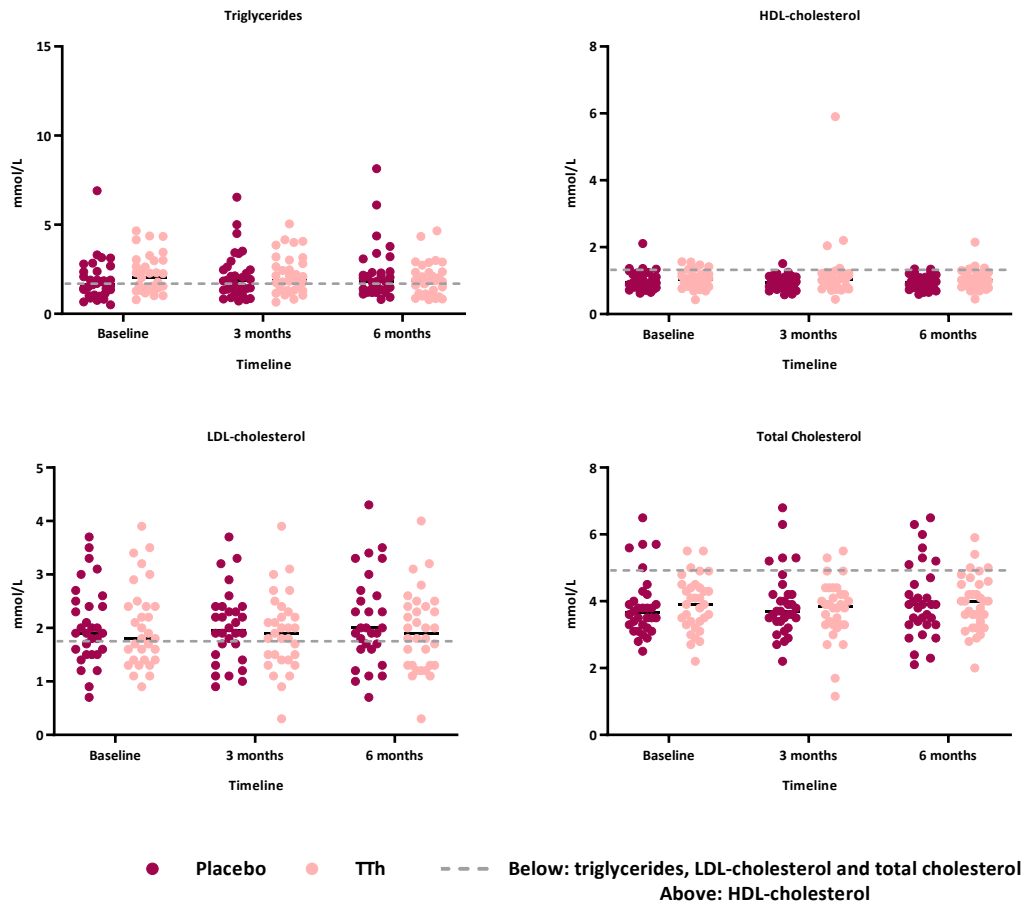 Triglycerides
15
10
5
0
mmol/L
Baseline
3 months
6 months
Timeline
HDL-cholesterol
8
6
4
2
0
mmol/L
Baseline
3 months
6 months
Timeline
LDL-cholesterol
5
4
3
2
1
0
mmol/L
Baseline
3 months
6 months
Timeline
Total Cholesterol
8
6
4
2
0
mmol/L
Baseline
3 months
6 months
Timeline
Placebo
TTh
Below: triglycerides, LDL-cholesterol and total cholesterol
Above: HDL-cholesterol